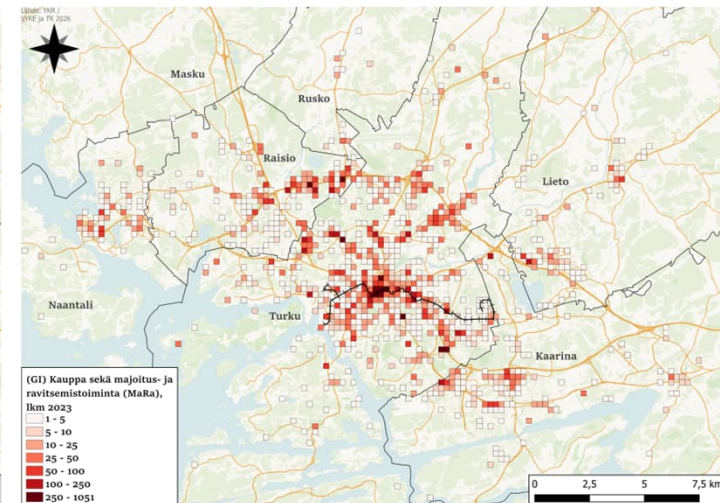 Lähde: YKR /
SYKE ja TK 2026
Masku
Rusko
Raisio
Lieto
Naantali
Turku
Kaarina
(GI) Kauppa sekä majoitus- ja
ravitsemistoiminta (MaRa),
lkm 2023
1 - 5
5 - 10
10 - 25
25 - 50
50 - 100
100 - 250
250 - 1051
0 2,5 5 7,5 km